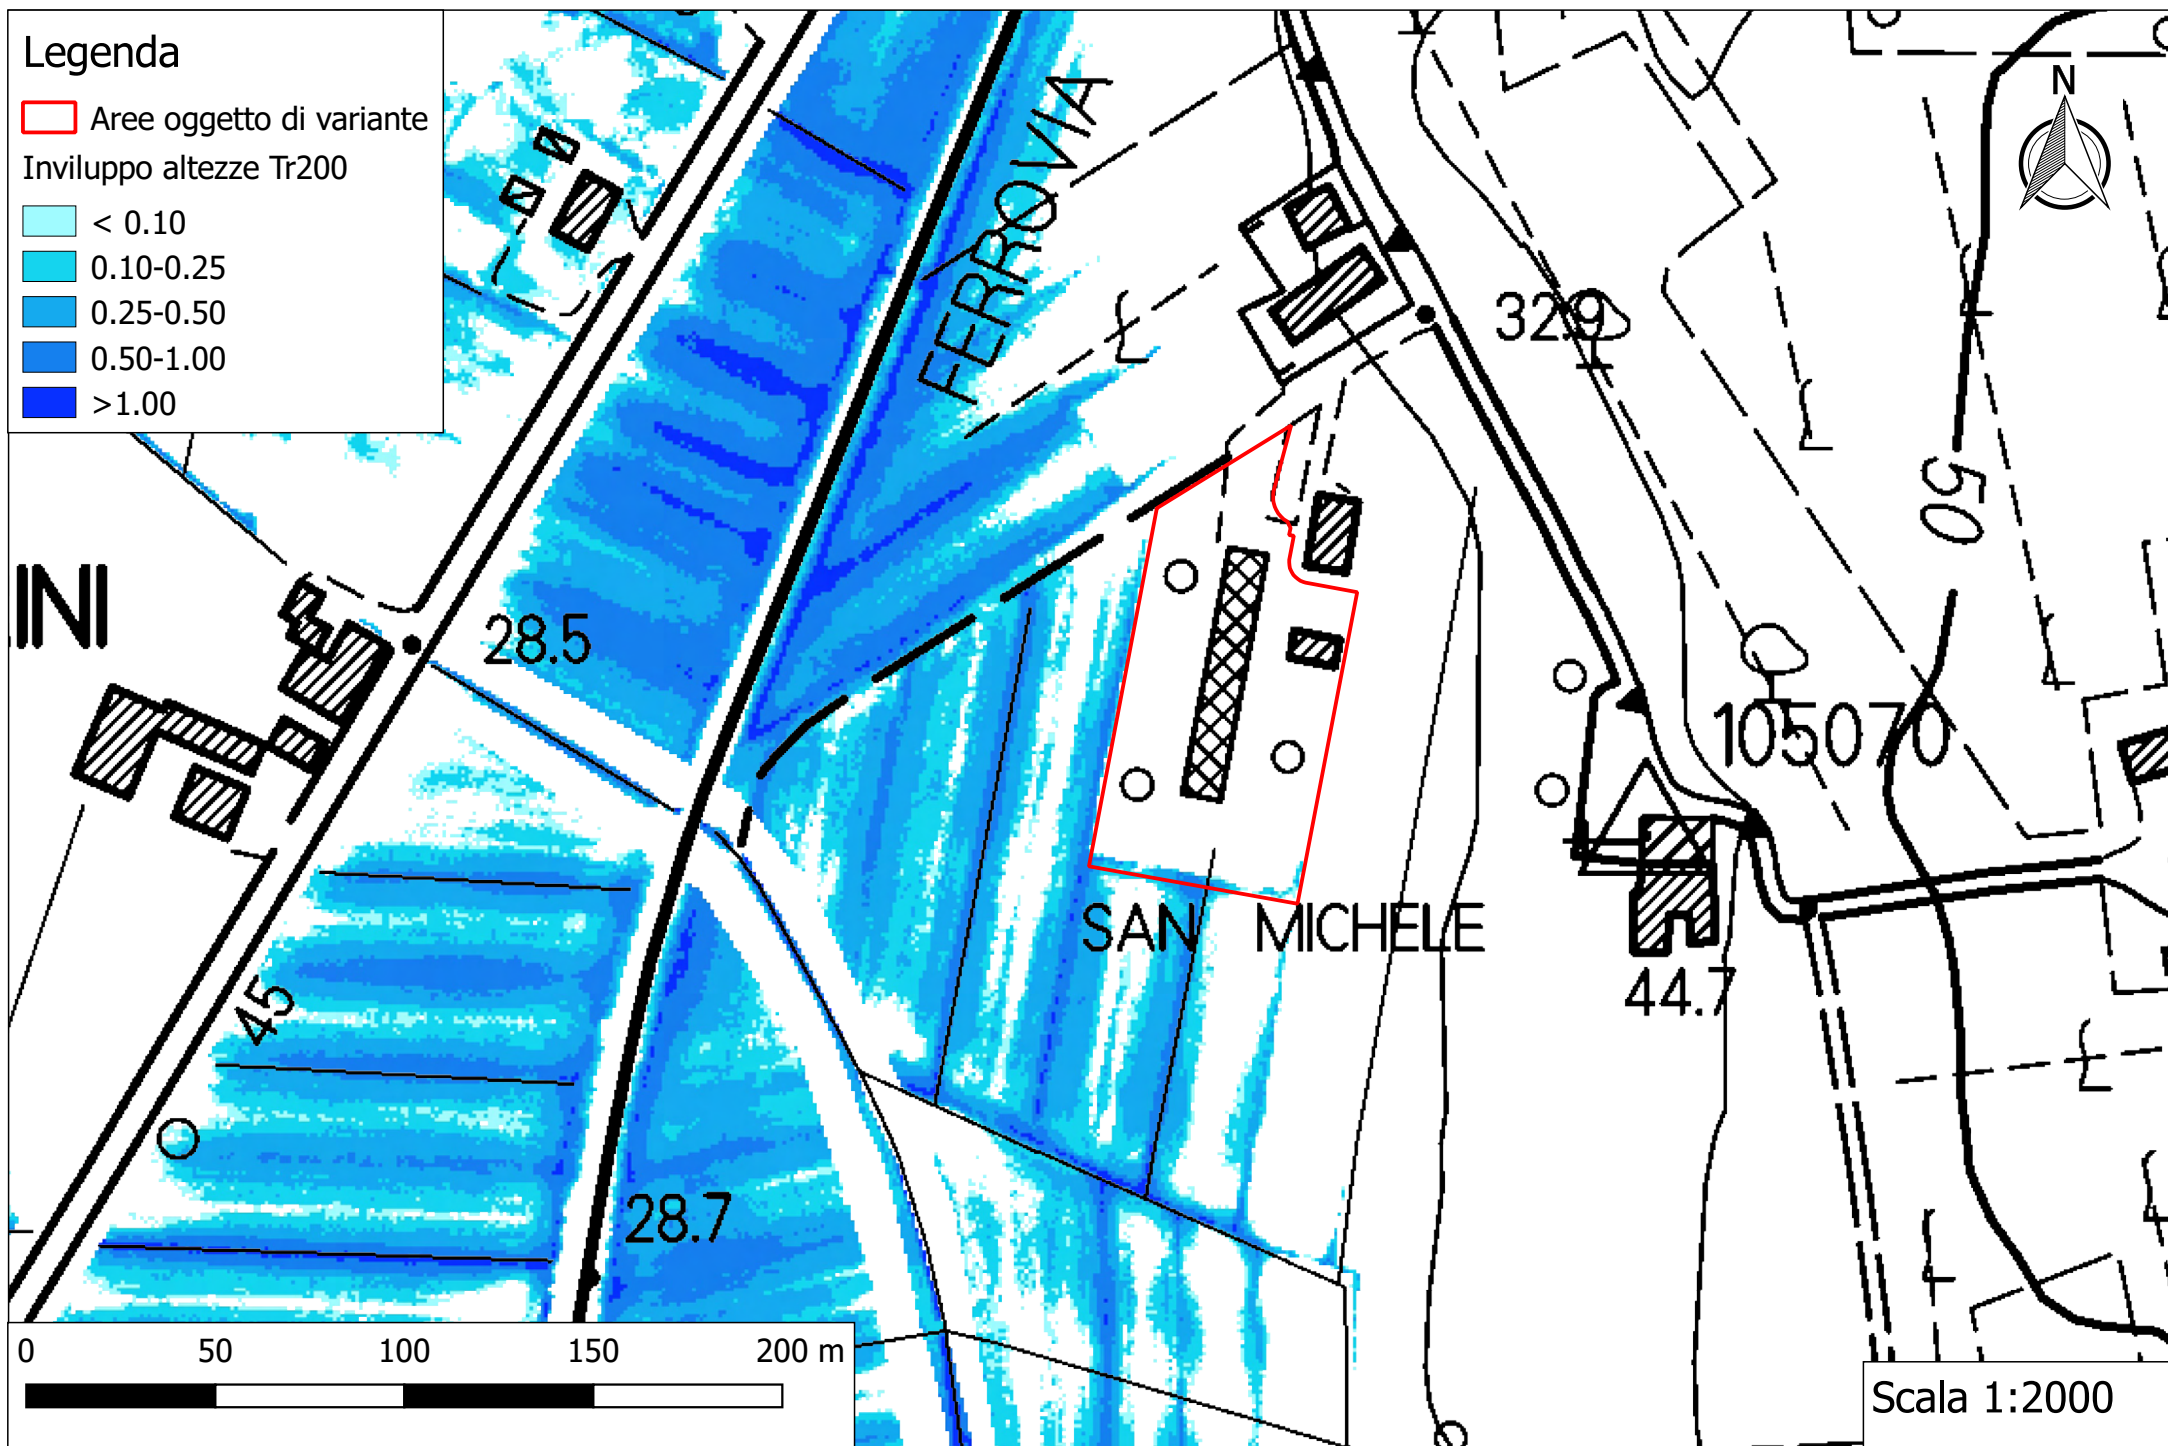 Legenda
Aree oggetto di variante
Inviluppo altezze Tr200
< 0.10
0.10-0.25
0.25-0.50
0.50-1.00
>1.00
N
FERROVIA
32.9
50
INI
28.5
105070
SAN MICHELE
44.7
45
28.7
0 50 100 150 200 m
Scala 1:2000